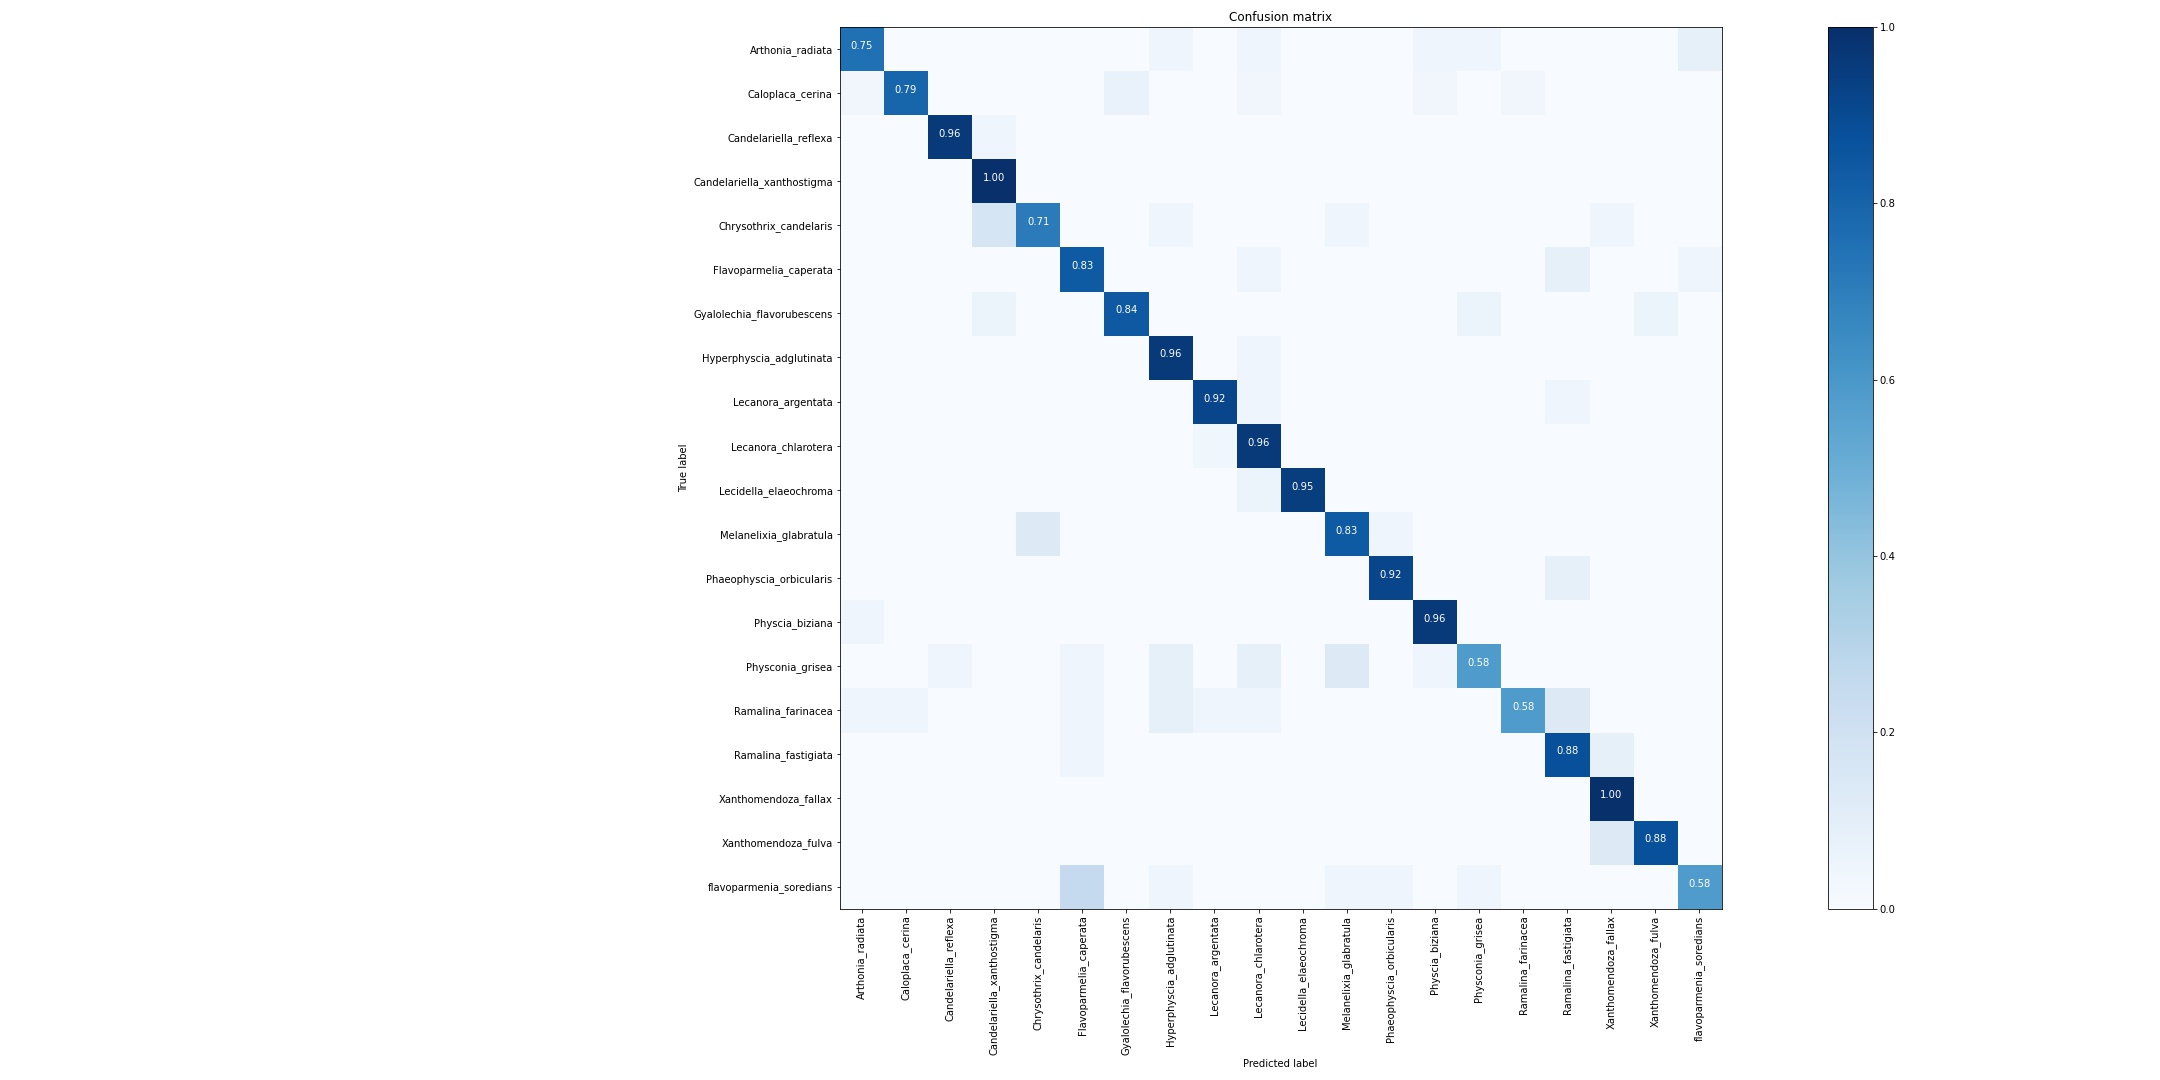 Confusion matrix
Arthonia_radiata
Caloplaca_cerina
Candelariella_reflexa
Candelariella_xanthostigma
Chrysothrix_candelaris
Flavoparmelia_caperata
Gyalolechia_flavorubescens
Hyperphyscia_adglutinata
Lecanora_argentata
Lecanora_chlarotera
Lecidella_elaeochroma
Melanelixia_glabratula
Phaeophyscia_orbicularis
Physcia_biziana
Physconia_grisea
Ramalina_farinacea
Ramalina_fastigiata
Xanthomendoza_fallax
Xanthomendoza_fulva
flavoparmenia_soredians
True label
0.75
0.79
0.96
1.00
0.71
0.83
0.84
0.96
0.92
0.96
0.95
0.83
0.92
0.96
0.58
0.58
0.88
1.00
0.88
0.58
Arthonia_radiata
Caloplaca_cerina
Candelariella_reflexa
Candelariella_xanthostigma
Chrysothrix_candelaris
Flavoparmelia_caperata
Gyalolechia_flavorubescens
Hyperphyscia_adglutinata
Lecanora_argentata
Lecanora_chlarotera
Lecidella_elaeochroma
Melanelixia_glabratula
Phaeophyscia_orbicularis
Physcia_biziana
Physconia_grisea
Ramalina_farinacea
Ramalina_fastigiata
Xanthomendoza_fallax
Xanthomendoza_fulva
flavoparmenia_soredians
Predicted label
1.0
0.8
0.6
0.4
0.2
0.0